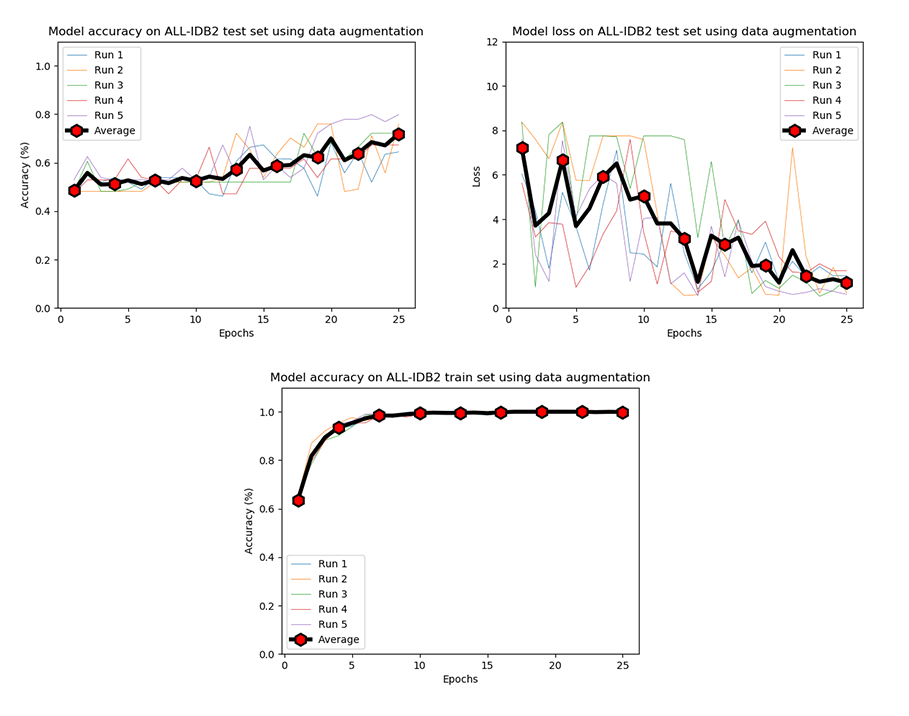 Model accuracy on ALL-IDB2 test set using data augmentation
1.0
0.8
0.6
0.4
0.2
0.0
Accuracy (%)
Run 1
Run 2
Run 3
Run 4
Run 5
Average
0 5 10 15 20 25
Epochs
Model loss on ALL-IDB2 test set using data augmentation
12
10
8
6
4
2
0
Loss
Run 1
Run 2
Run 3
Run 4
Run 5
Average
0 5 10 15 20 25
Epochs
Model accuracy on ALL-IDB2 train set using data augmentation
1.0
0.8
0.6
0.4
0.2
0.0
Accuracy (%)
Run 1
Run 2
Run 3
Run 4
Run 5
Average
0 5 10 15 20 25
Epochs